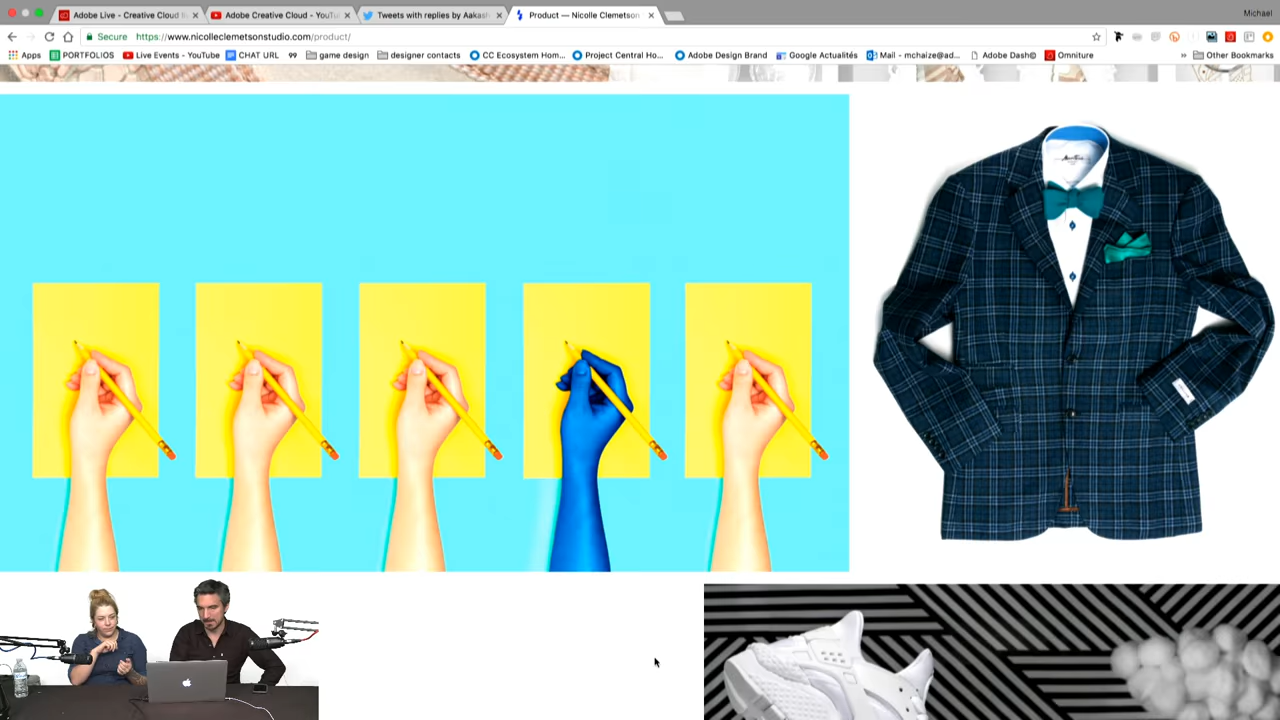 Adobe Live - Creative Cloud
Adobe Creative Cloud - YouTu
Tweets with replies by Aakash
Product — Nicolle Clemetson
Michael
Secure
https://www.nicolleclemetsonstudio.com/product/
Apps
PORTFOLIOS
Live Events - YouTube
CHAT URL
game design
designer contacts
CC Ecosystem Hom...
Project Central Ho...
Adobe Design Brand
Google Actualités
Mail - mchaize@ad...
Adobe Dash©
Omniture
»
Other Bookmarks